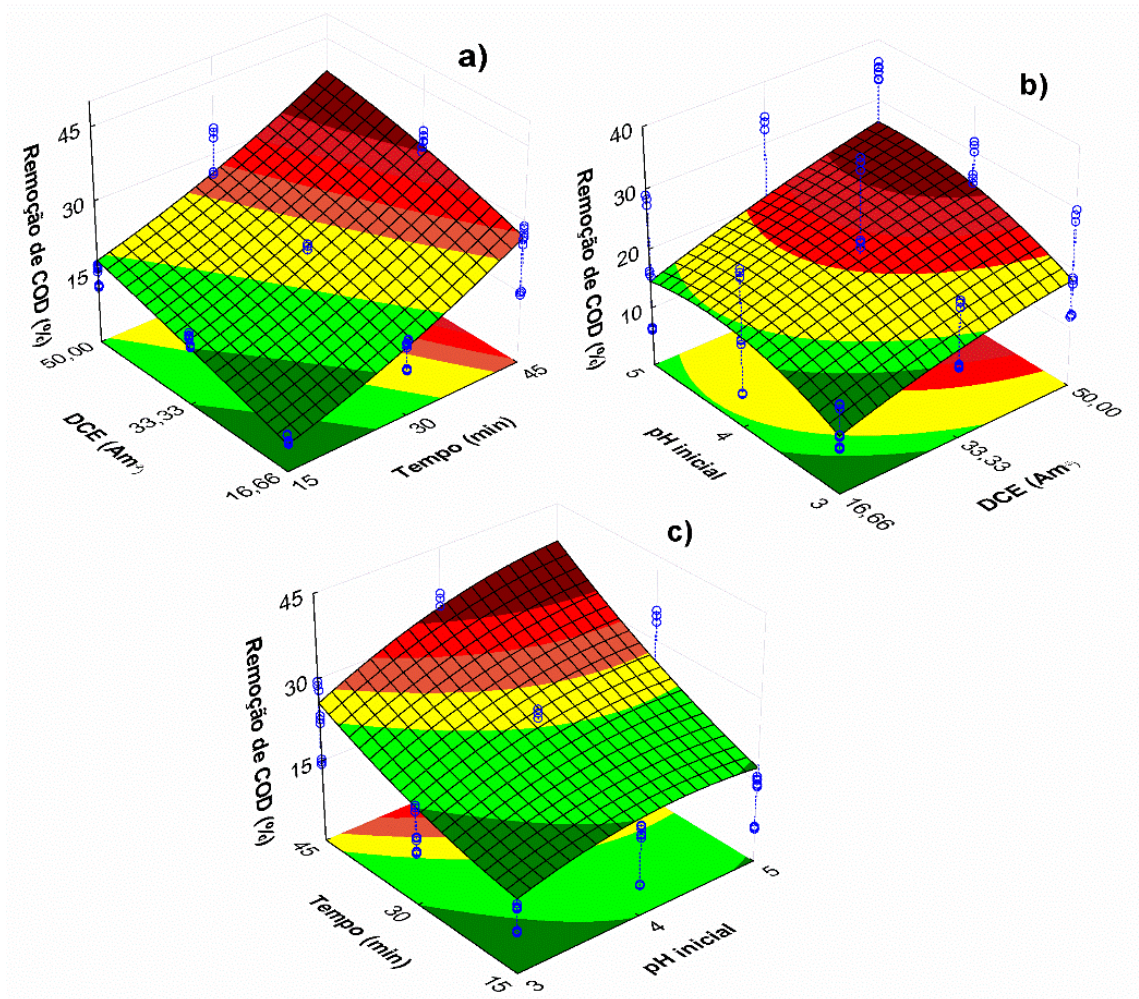 a)
Remoção de COD (%)
45
30
15
50,00
33,33
16,66
DCE (Am⁻²)
15
30
45
Tempo (min)
b)
Remoção de COD (%)
40
30
20
10
5
4
3
pH inicial
16,66
33,33
50,00
DCE (Am⁻²)
c)
Remoção de COD (%)
45
30
15
45
30
15
Tempo (min)
3
4
5
pH inicial